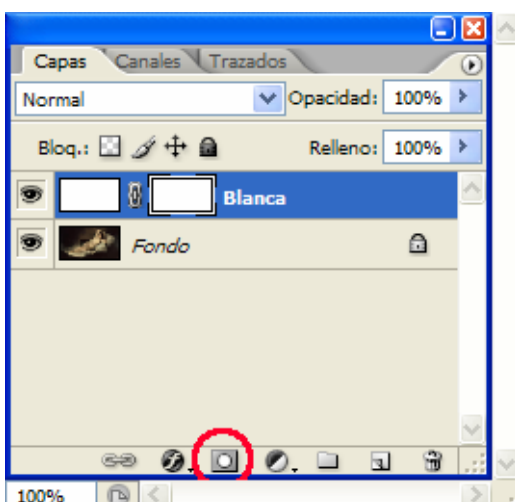 Capas Canales Trazados
Normal Opacidad: 100%
Bloq.: Relleno: 100%
Blanca
Fondo
100%